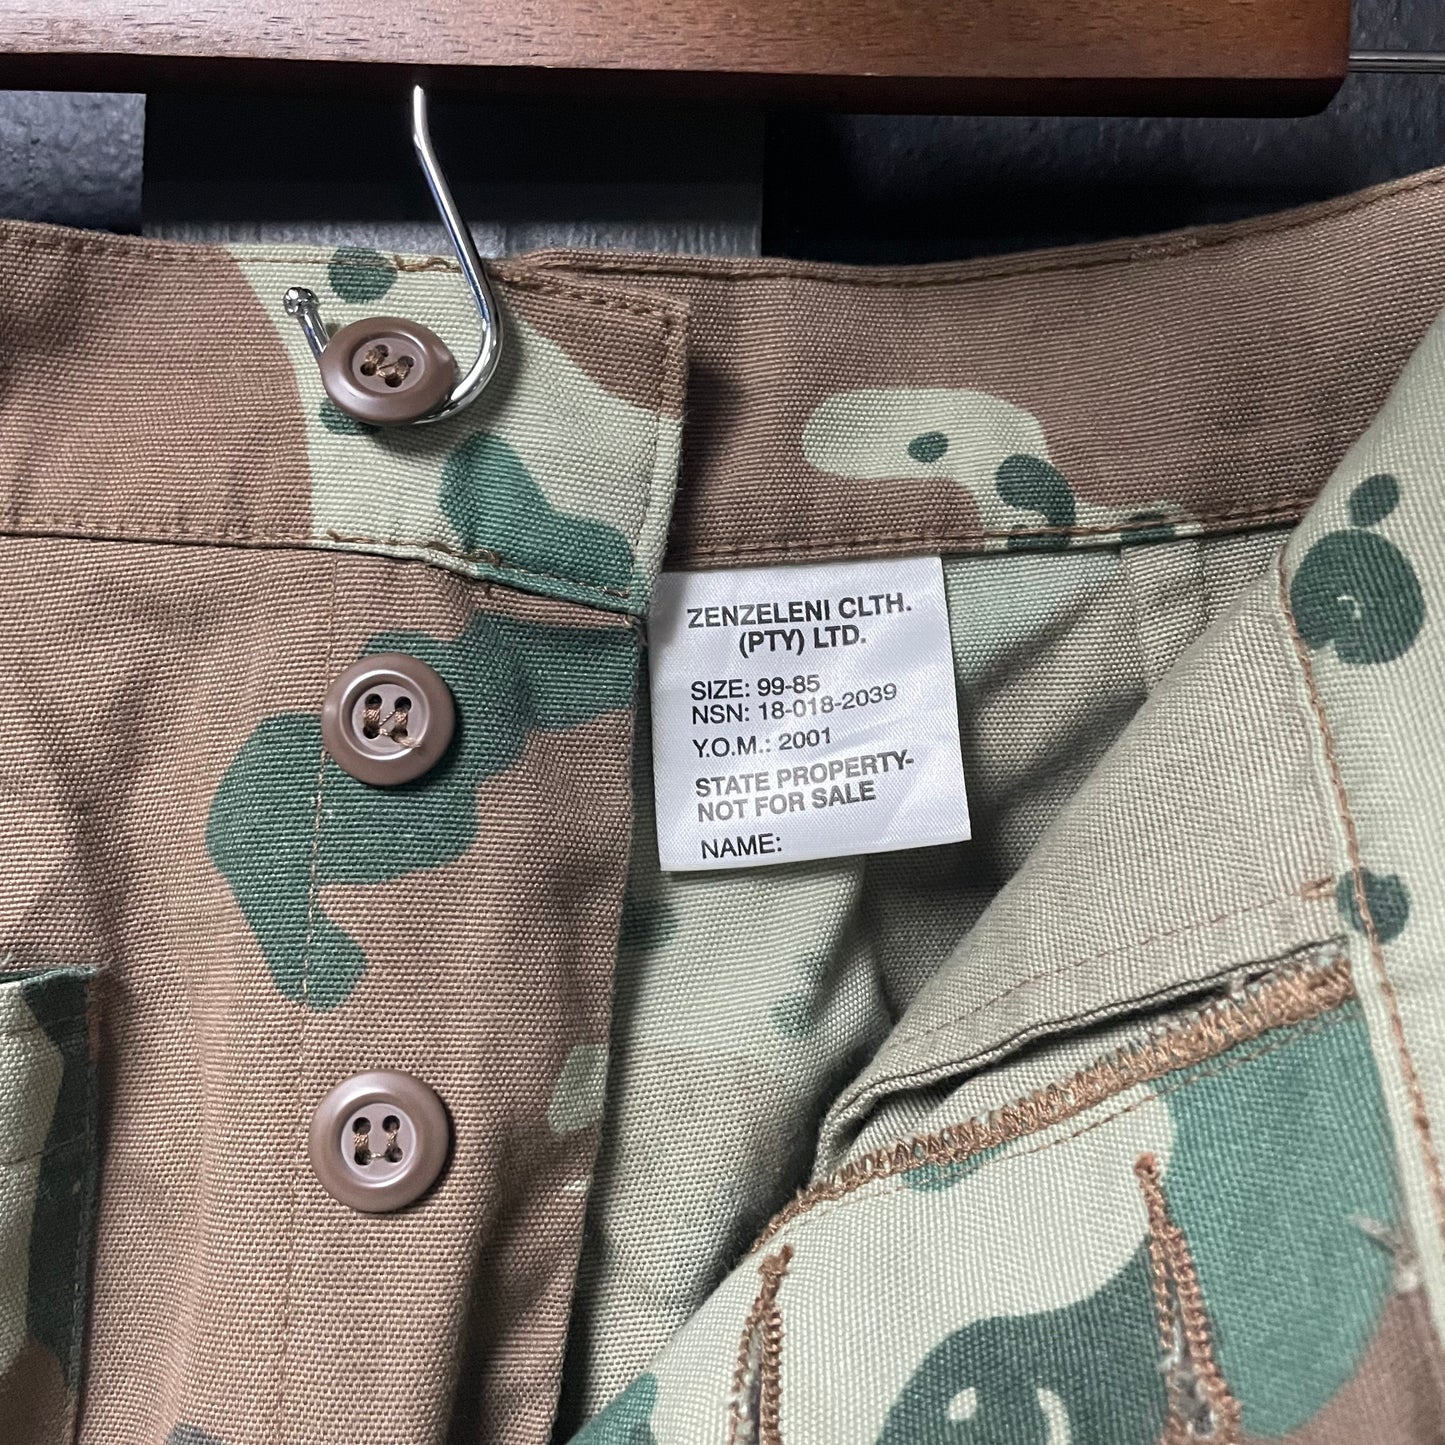 ZENZELENI CLTH.
(PTY) LTD.
SIZE: 99-85
NSN: 18-018-2039
Y.O.M.: 2001
STATE PROPERTY-
NOT FOR SALE
NAME: